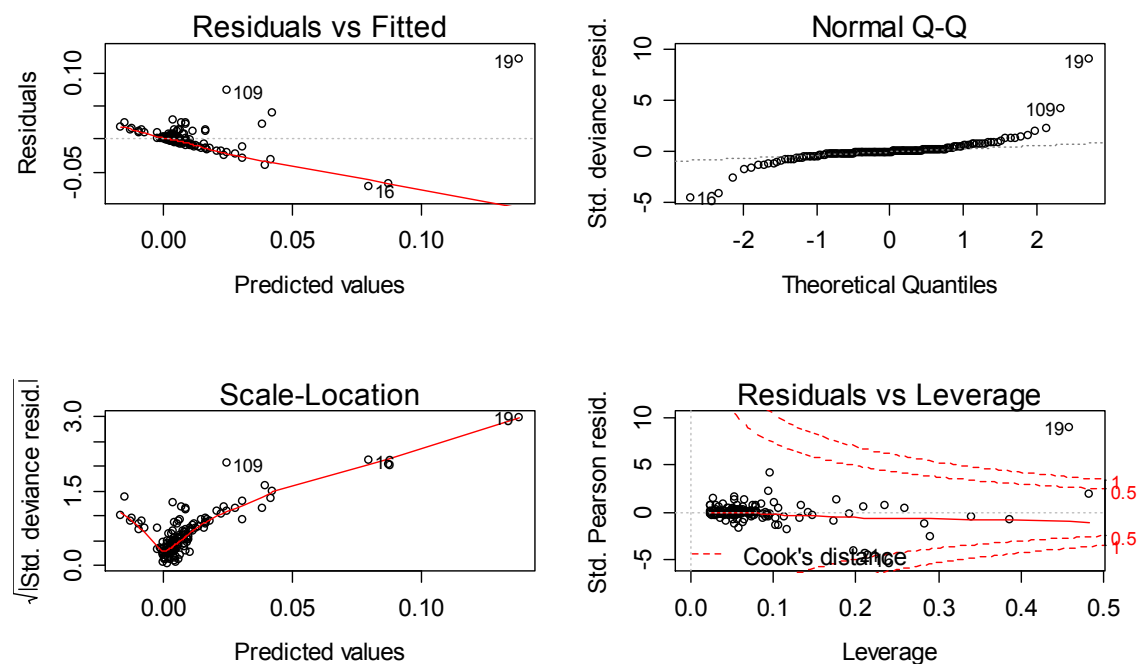 Residuals vs Fitted
Residuals
0.10
-0.05
19
109
16
0.00 0.05 0.10
Predicted values
Normal Q-Q
Std. deviance resid.
10
5
0
-5
19
109
16
-2 -1 0 1 2
Theoretical Quantiles
Scale-Location
√|Std. deviance resid.|
3.0
1.5
0.0
19
109
16
0.00 0.05 0.10
Predicted values
Residuals vs Leverage
Std. Pearson resid.
10
5
0
-5
19
1
0.5
0.5
1
16
Cook's distance
0.0 0.1 0.2 0.3 0.4 0.5
Leverage